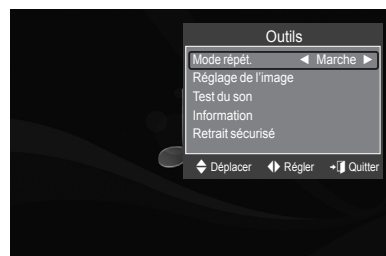 Outils
Mode répét. ◀ Marche ▶
Réglage de l'image
Test du son
Information
Retrait sécurisé
Déplacer Régler Quitter